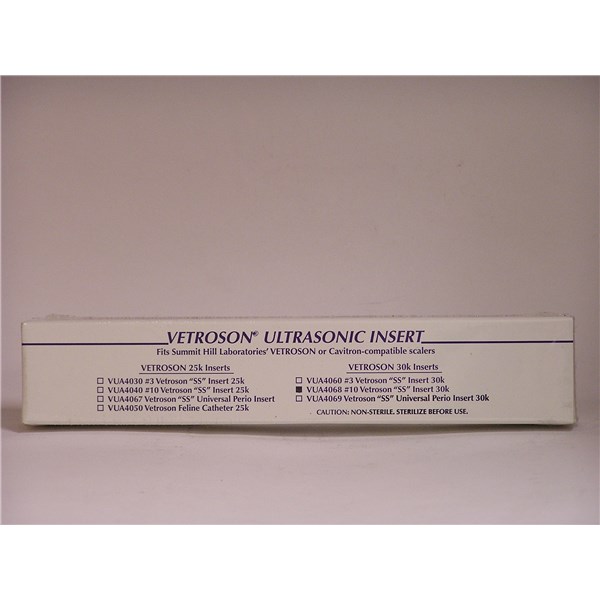 VETROSON® ULTRASONIC INSERT
Fits Summit Hill Laboratories' VETROSON or Cavitron-compatible scalers
VETROSON 25k Inserts
☐ VUA4030 #3 Vetroson "SS" Insert 25k
☐ VUA4040 #10 Vetroson "SS" Insert 25k
☐ VUA4067 Vetroson "SS" Universal Perio Insert
☐ VUA4050 Vetroson Feline Catheter 25k
VETROSON 30k Inserts
☐ VUA4060 #3 Vetroson "SS" Insert 30k
■ VUA4068 #10 Vetroson "SS" Insert 30k
☐ VUA4069 Vetroson "SS" Universal Perio Insert 30k
CAUTION: NON-STERILE. STERILIZE BEFORE USE.